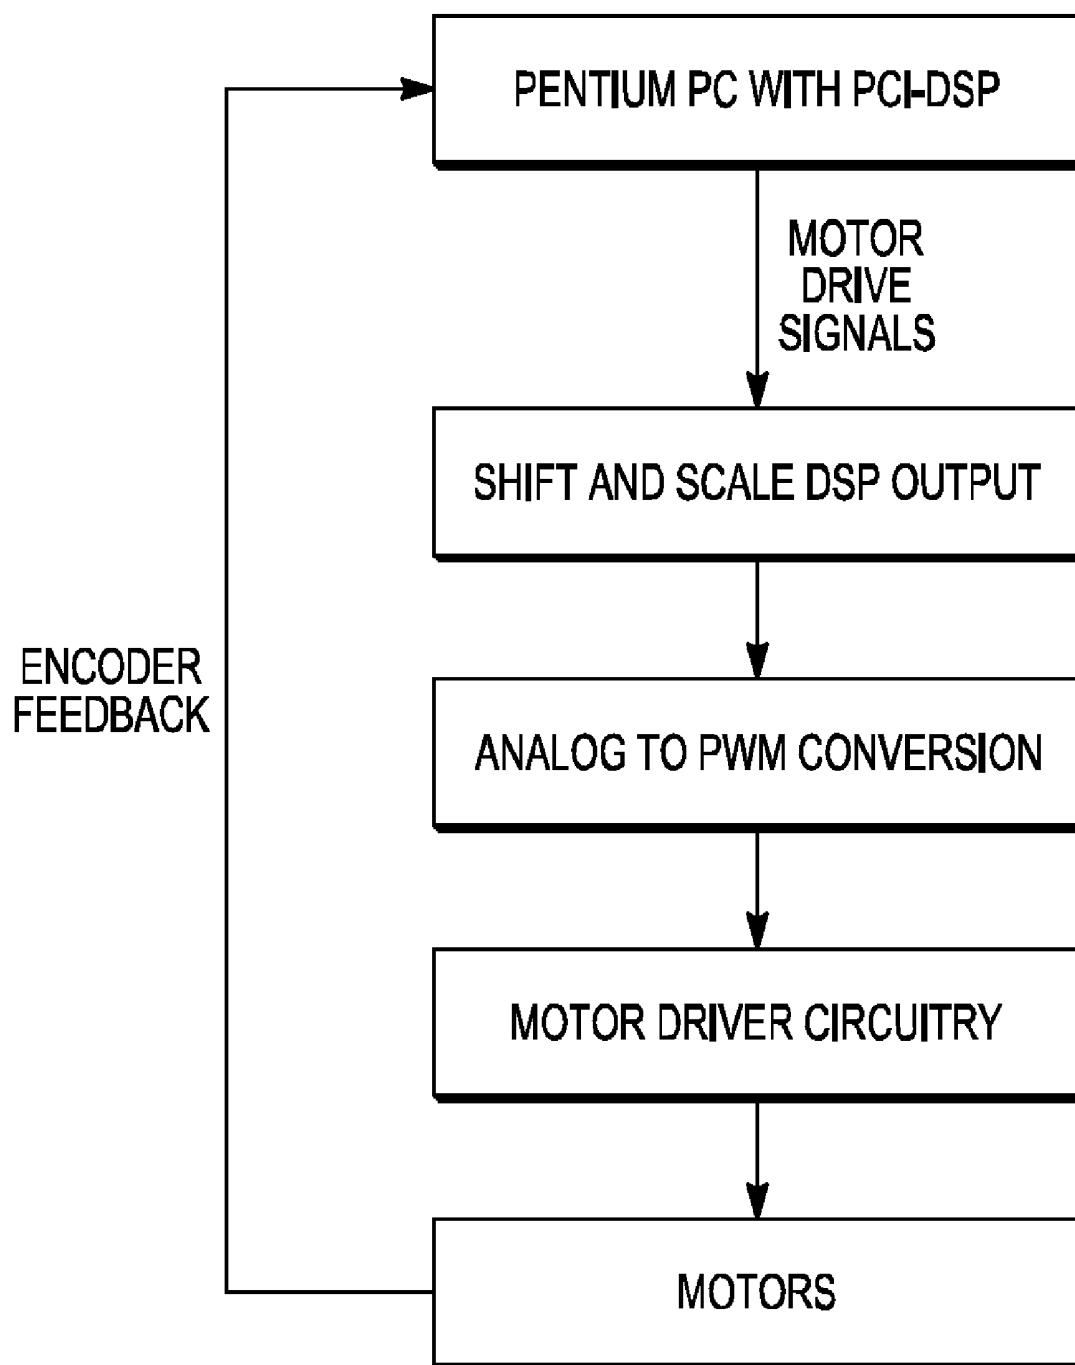 PENTIUM PC WITH PCI-DSP
MOTOR
DRIVE
SIGNALS
SHIFT AND SCALE DSP OUTPUT
ENCODER
FEEDBACK
ANALOG TO PWM CONVERSION
MOTOR DRIVER CIRCUITRY
MOTORS